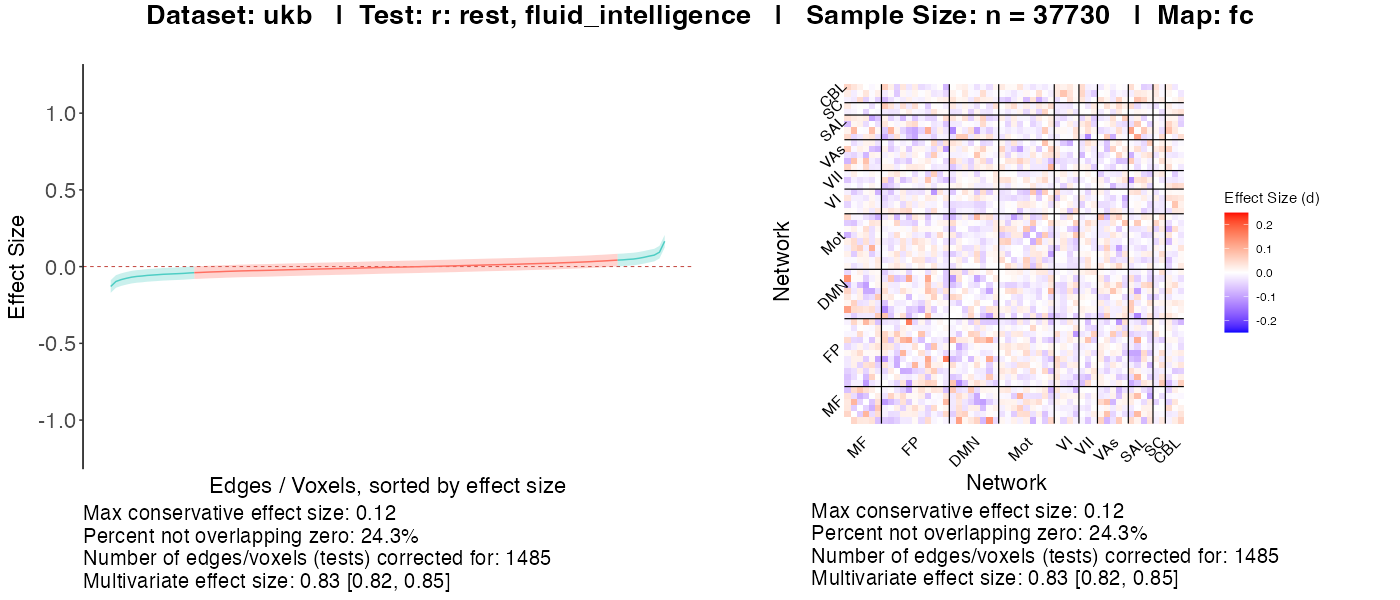 Dataset: ukb | Test: r: rest, fluid_intelligence | Sample Size: n = 37730 | Map: fc
Effect Size
1.0
0.5
0.0
-0.5
-1.0
Edges / Voxels, sorted by effect size
Max conservative effect size: 0.12
Percent not overlapping zero: 24.3%
Number of edges/voxels (tests) corrected for: 1485
Multivariate effect size: 0.83 [0.82, 0.85]
Network
CBL
SC
SAL
VAs
VII
VI
Mot
DMN
FP
MF
MF
FP
DMN
Mot
VI
VII
VAs
SAL
SC
CBL
Network
Effect Size (d)
0.2
0.1
0.0
-0.1
-0.2
Max conservative effect size: 0.12
Percent not overlapping zero: 24.3%
Number of edges/voxels (tests) corrected for: 1485
Multivariate effect size: 0.83 [0.82, 0.85]